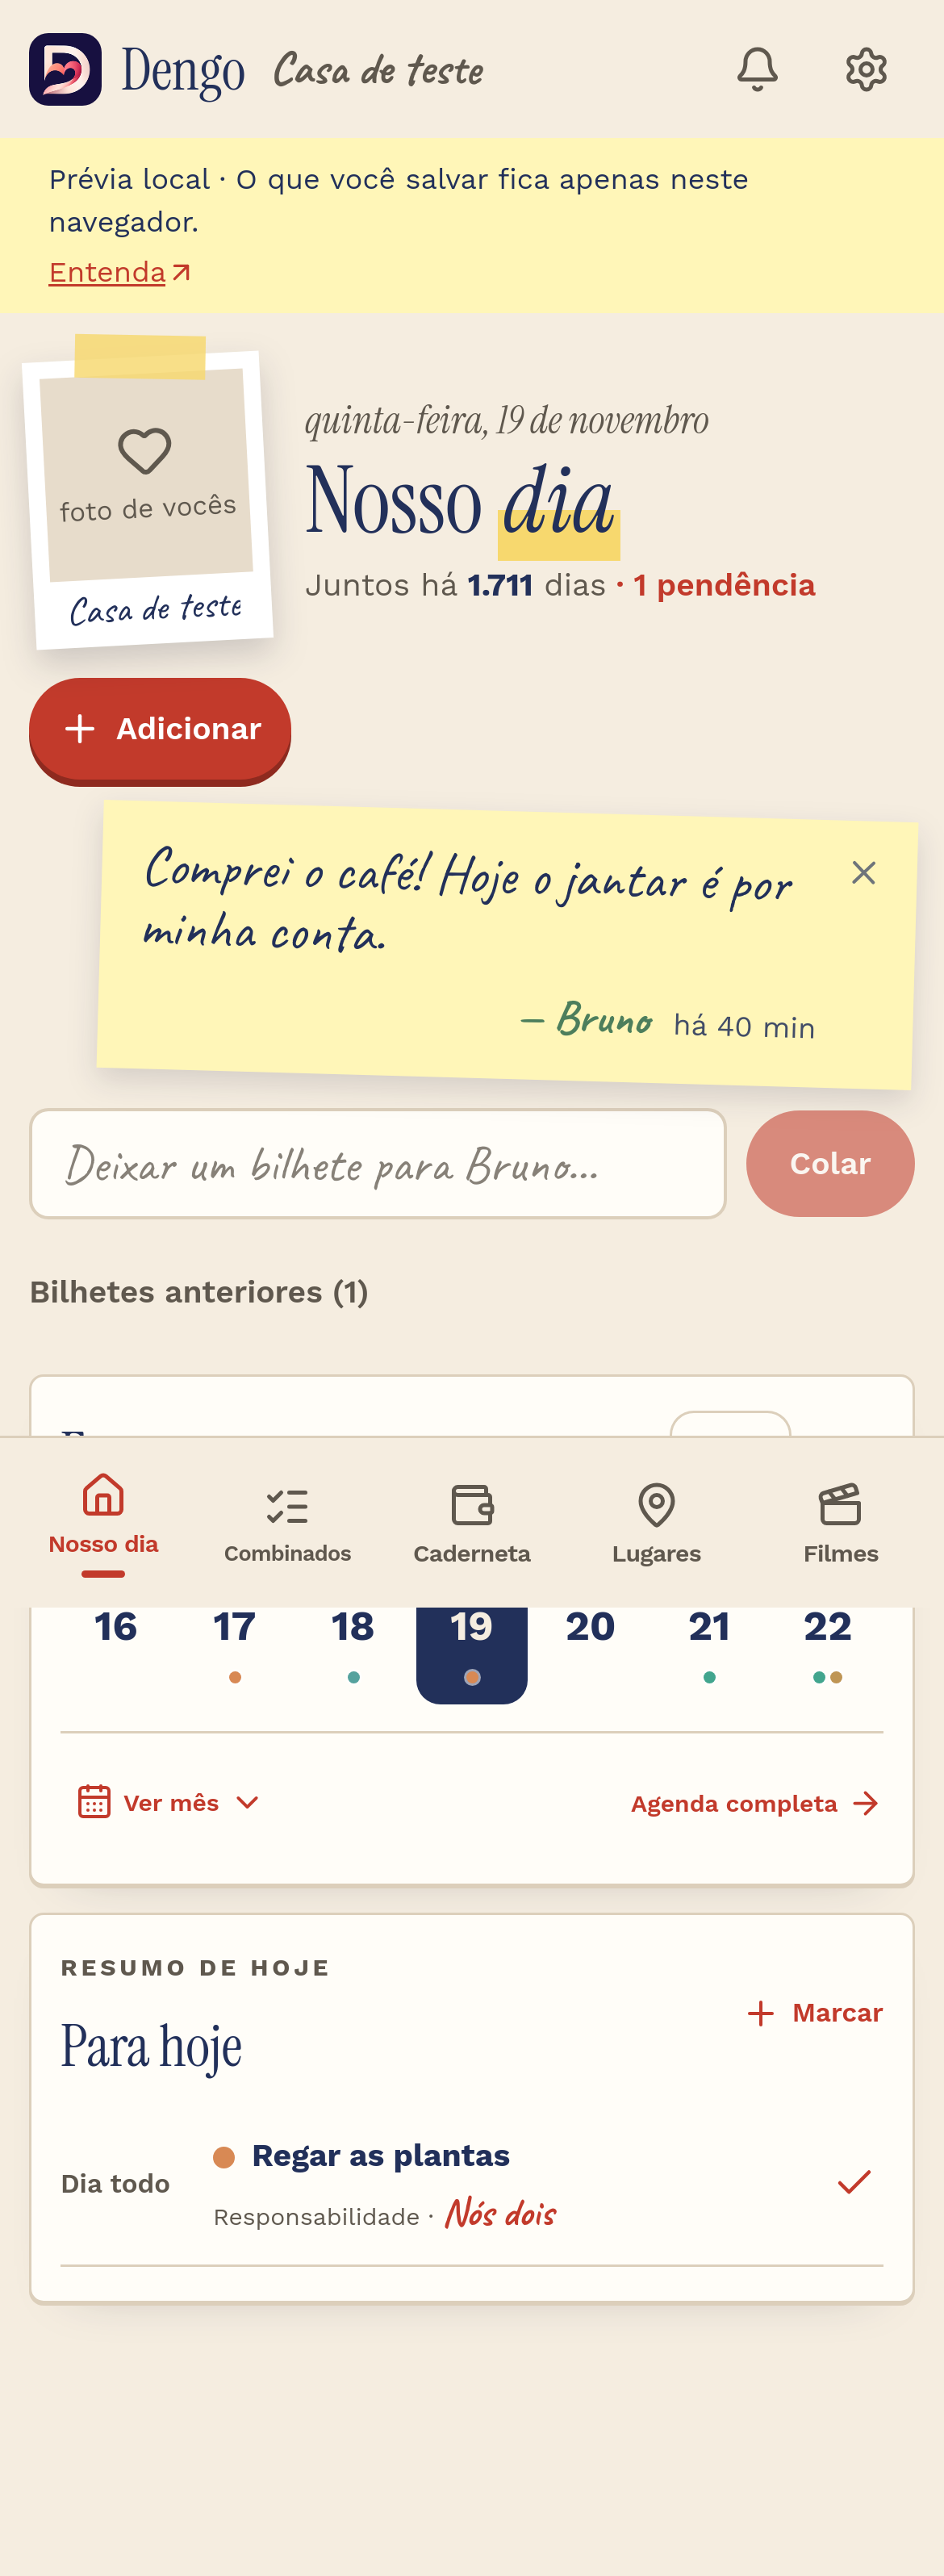 Dengo Casa de teste
Prévia local · O que você salvar fica apenas neste
navegador.
Entenda
foto de vocês
Casa de teste
quinta-feira, 19 de novembro
Nosso dia
Juntos há 1.711 dias · 1 pendência
Adicionar
Comprei o café! Hoje o jantar é por
minha conta.
— Bruno há 40 min
Deixar um bilhete para Bruno...
Colar
Bilhetes anteriores (1)
Nosso dia
Combinados
Caderneta
Lugares
Filmes
16 17 18 19 20 21 22
Ver mês
Agenda completa
RESUMO DE HOJE
Para hoje
Marcar
Dia todo
Regar as plantas
Responsabilidade · Nós dois